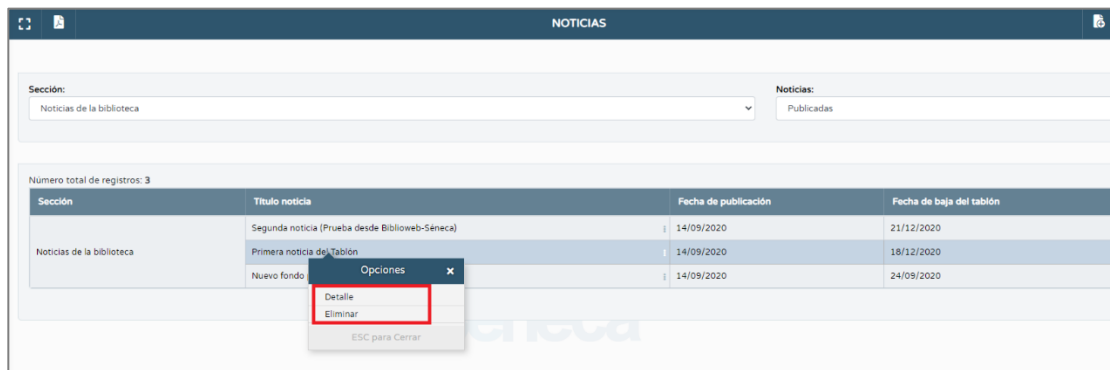 NOTICIAS
Sección:
Noticias:
Noticias de la biblioteca
Publicadas
Número total de registros: 3
Sección Título noticia Fecha de publicación Fecha de baja del tablón
Segunda noticia (Prueba desde Biblioweb-Séneca) 14/09/2020 21/12/2020
Noticias de la biblioteca Primera noticia del Tablón 14/09/2020 18/12/2020
Nuevo fondo 14/09/2020 24/09/2020
Opciones ×
Detalle
Eliminar
ESC para Cerrar